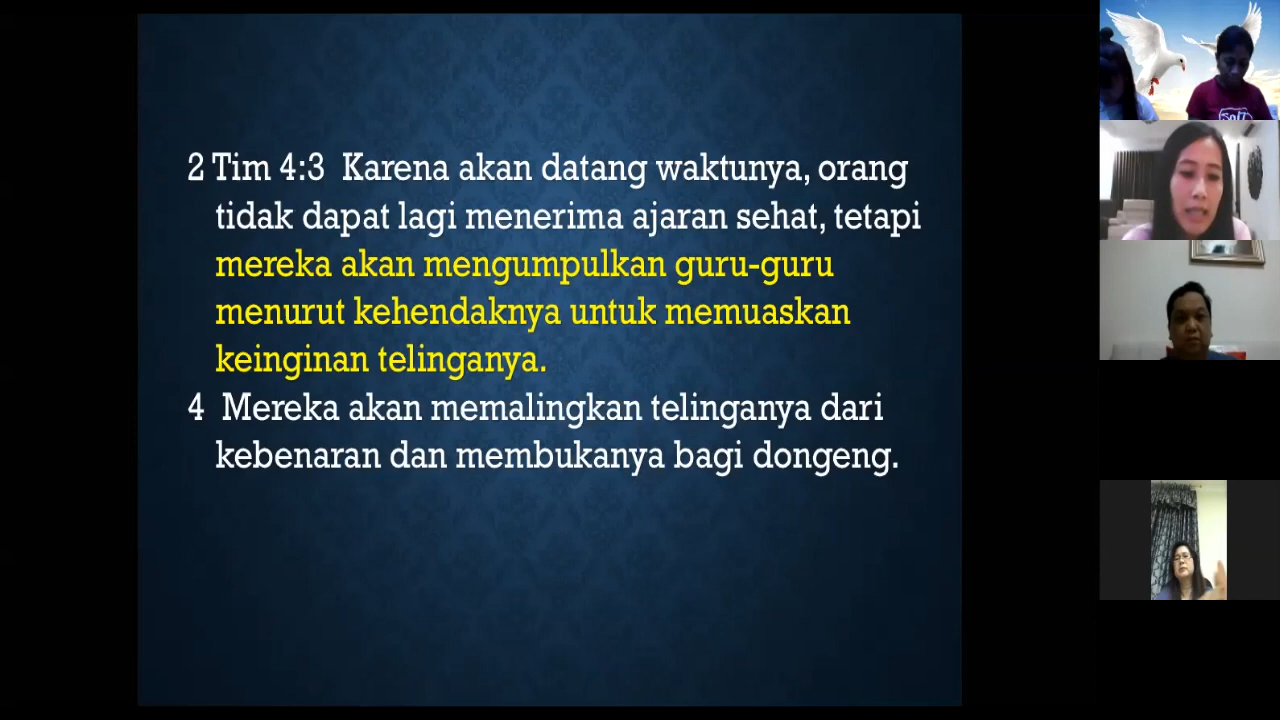 2 Tim 4:3 Karena akan datang waktunya, orang
tidak dapat lagi menerima ajaran sehat, tetapi
mereka akan mengumpulkan guru-guru
menurut kehendaknya untuk memuaskan
keinginan telinganya.
4 Mereka akan memalingkan telinganya dari
kebenaran dan membukanya bagi dongeng.